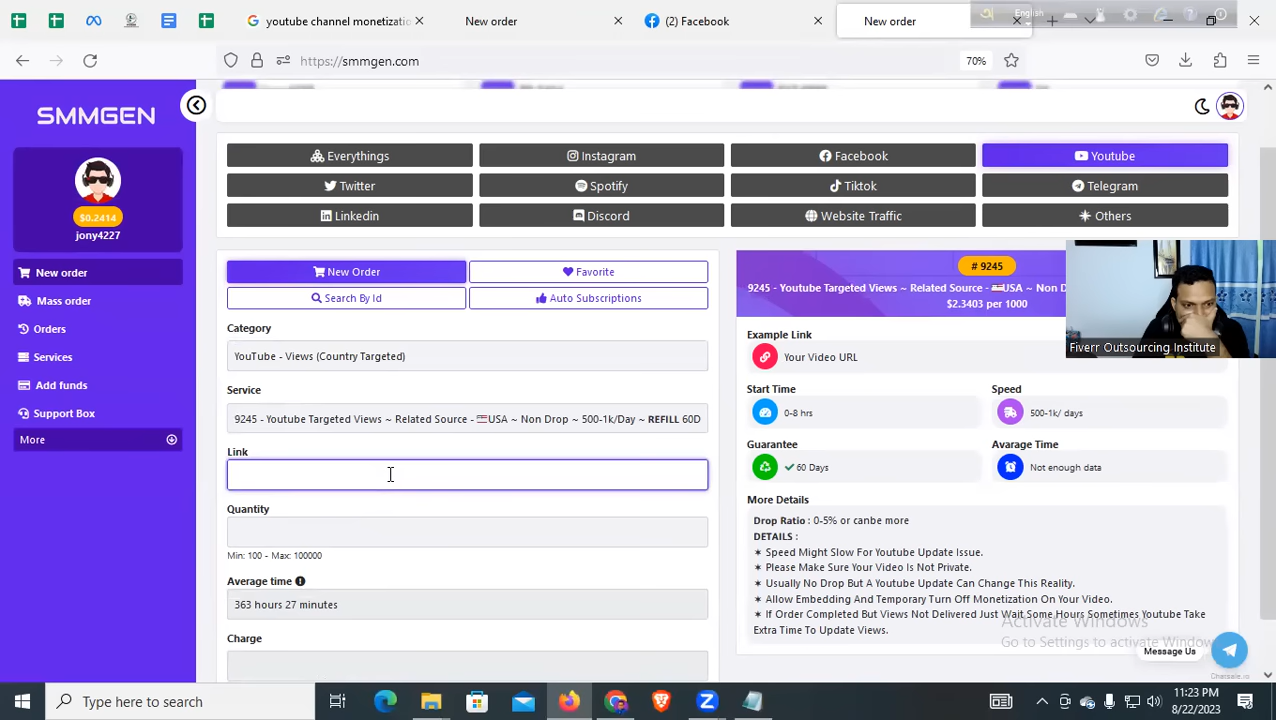 youtube channel monetizatio
New order
(2) Facebook
New order
English
https://smmgen.com
70%
SMMGEN
$0.2414
jony4227
New order
Mass order
Orders
Services
Add funds
Support Box
More
Everythings
Instagram
Facebook
Youtube
Twitter
Spotify
Tiktok
Telegram
Linkedin
Discord
Website Traffic
Others
New Order
Favorite
Search By Id
Auto Subscriptions
Category
YouTube - Views (Country Targeted)
Service
9245 - Youtube Targeted Views ~ Related Source - USA ~ Non Drop ~ 500-1k/Day ~ REFILL 60D
Link
Quantity
Min: 100 - Max: 100000
Average time
363 hours 27 minutes
Charge
# 9245
9245 - Youtube Targeted Views ~ Related Source - USA ~ Non D
$2.3403 per 1000
Example Link
Your Video URL
Fiverr Outsourcing Institute
Start Time
0-8 hrs
Speed
500-1k/ days
Guarantee
60 Days
Avarage Time
Not enough data
More Details
Drop Ratio : 0-5% or canbe more
DETAILS :
✶ Speed Might Slow For Youtube Update Issue.
✶ Please Make Sure Your Video Is Not Private.
✶ Usually No Drop But A Youtube Update Can Change This Reality.
✶ Allow Embedding And Temporary Turn Off Monetization On Your Video.
✶ If Order Completed But Views Not Delivered Just Wait Some Hours Sometimes Youtube Take
Extra Time To Update Views.
Activate Windows
Go to Settings to activate Windows.
Message Us
Type here to search
11:23 PM
8/22/2023